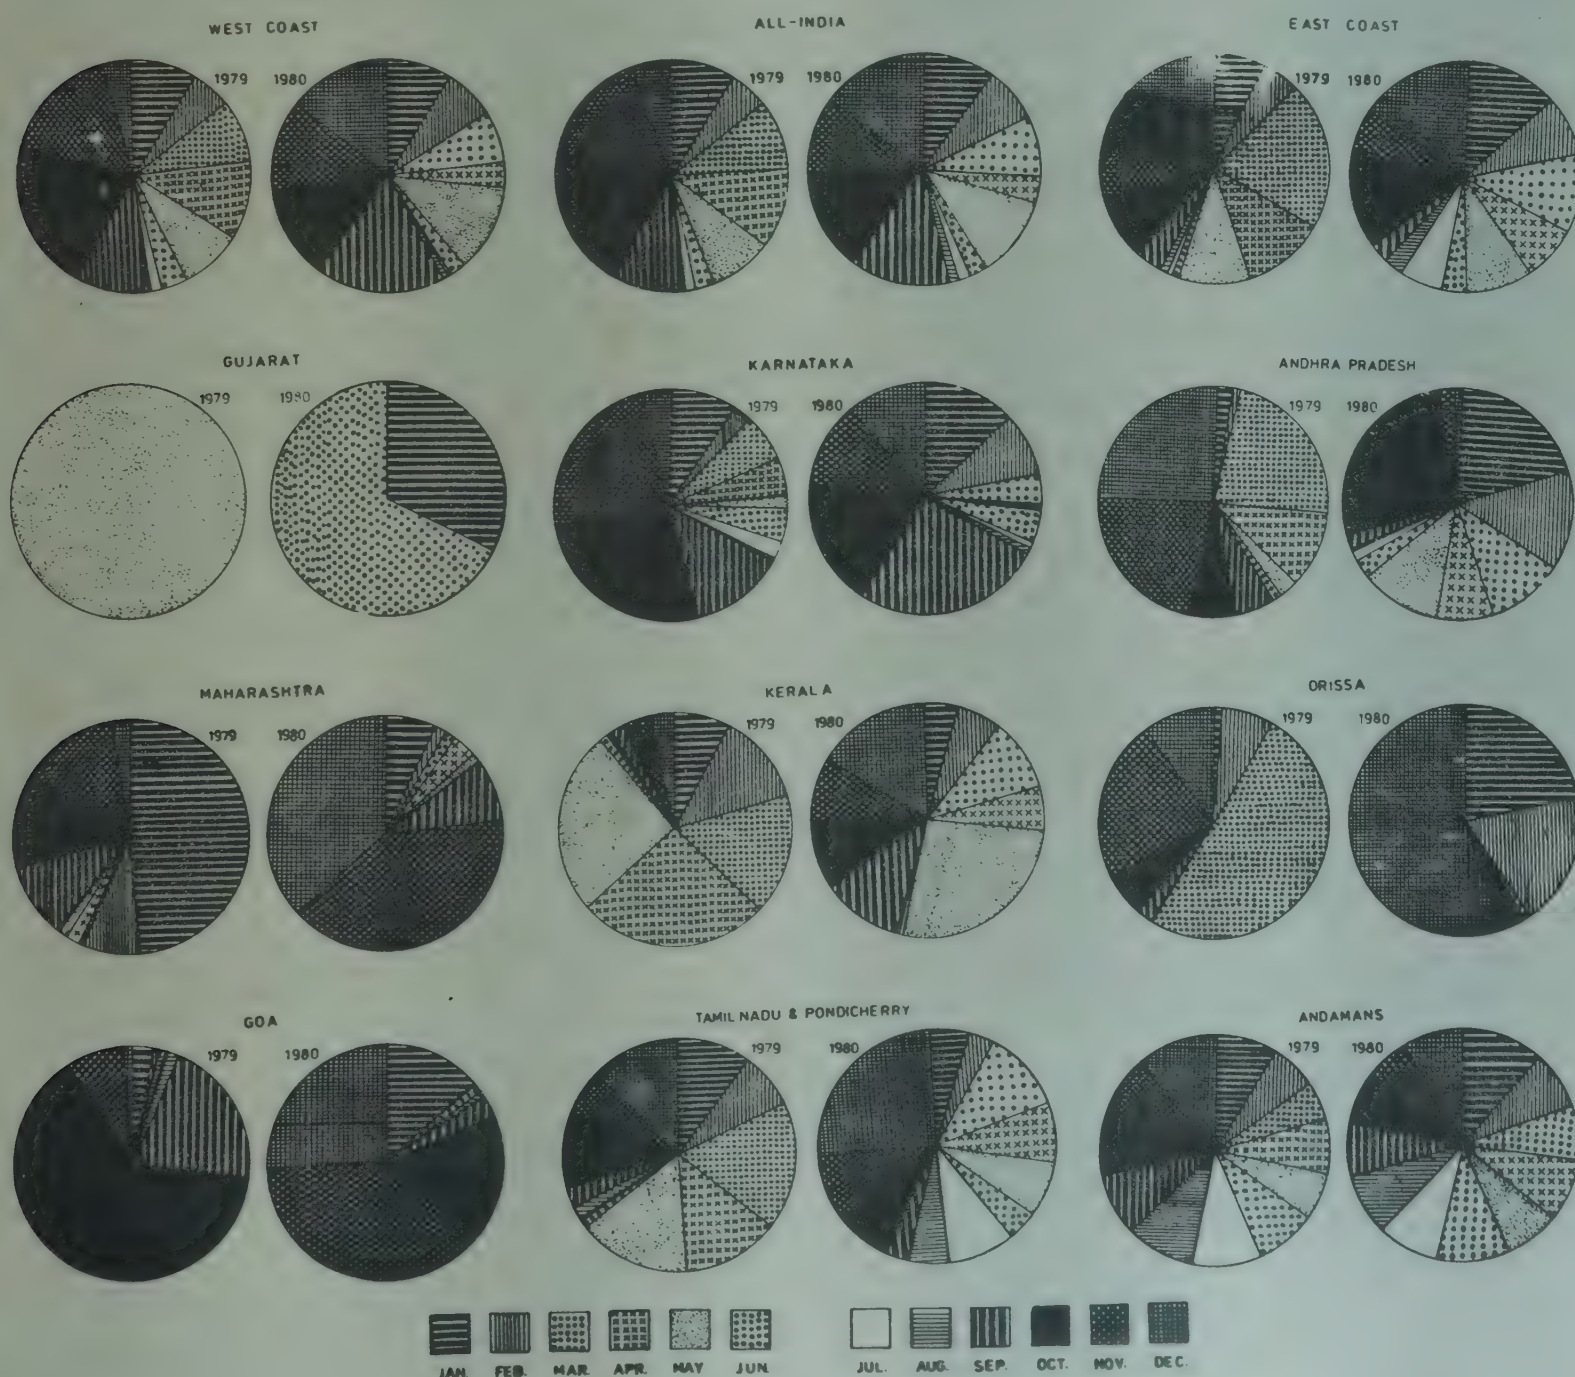 WEST COAST
ALL-INDIA
EAST COAST
1979 1980
1979 1980
1979 1980
GUJARAT
KARNATAKA
ANDHRA PRADESH
1979 1980
1979 1980
1979 1980
MAHARASHTRA
KERALA
ORISSA
1979 1980
1979 1980
1979 1980
GOA
TAMIL NADU & PONDICHERRY
ANDAMANS
1979 1980
1979 1980
1979 1980
JAN. FEB. MAR. APR. MAY JUN. JUL. AUG. SEP. OCT. NOV. DEC.